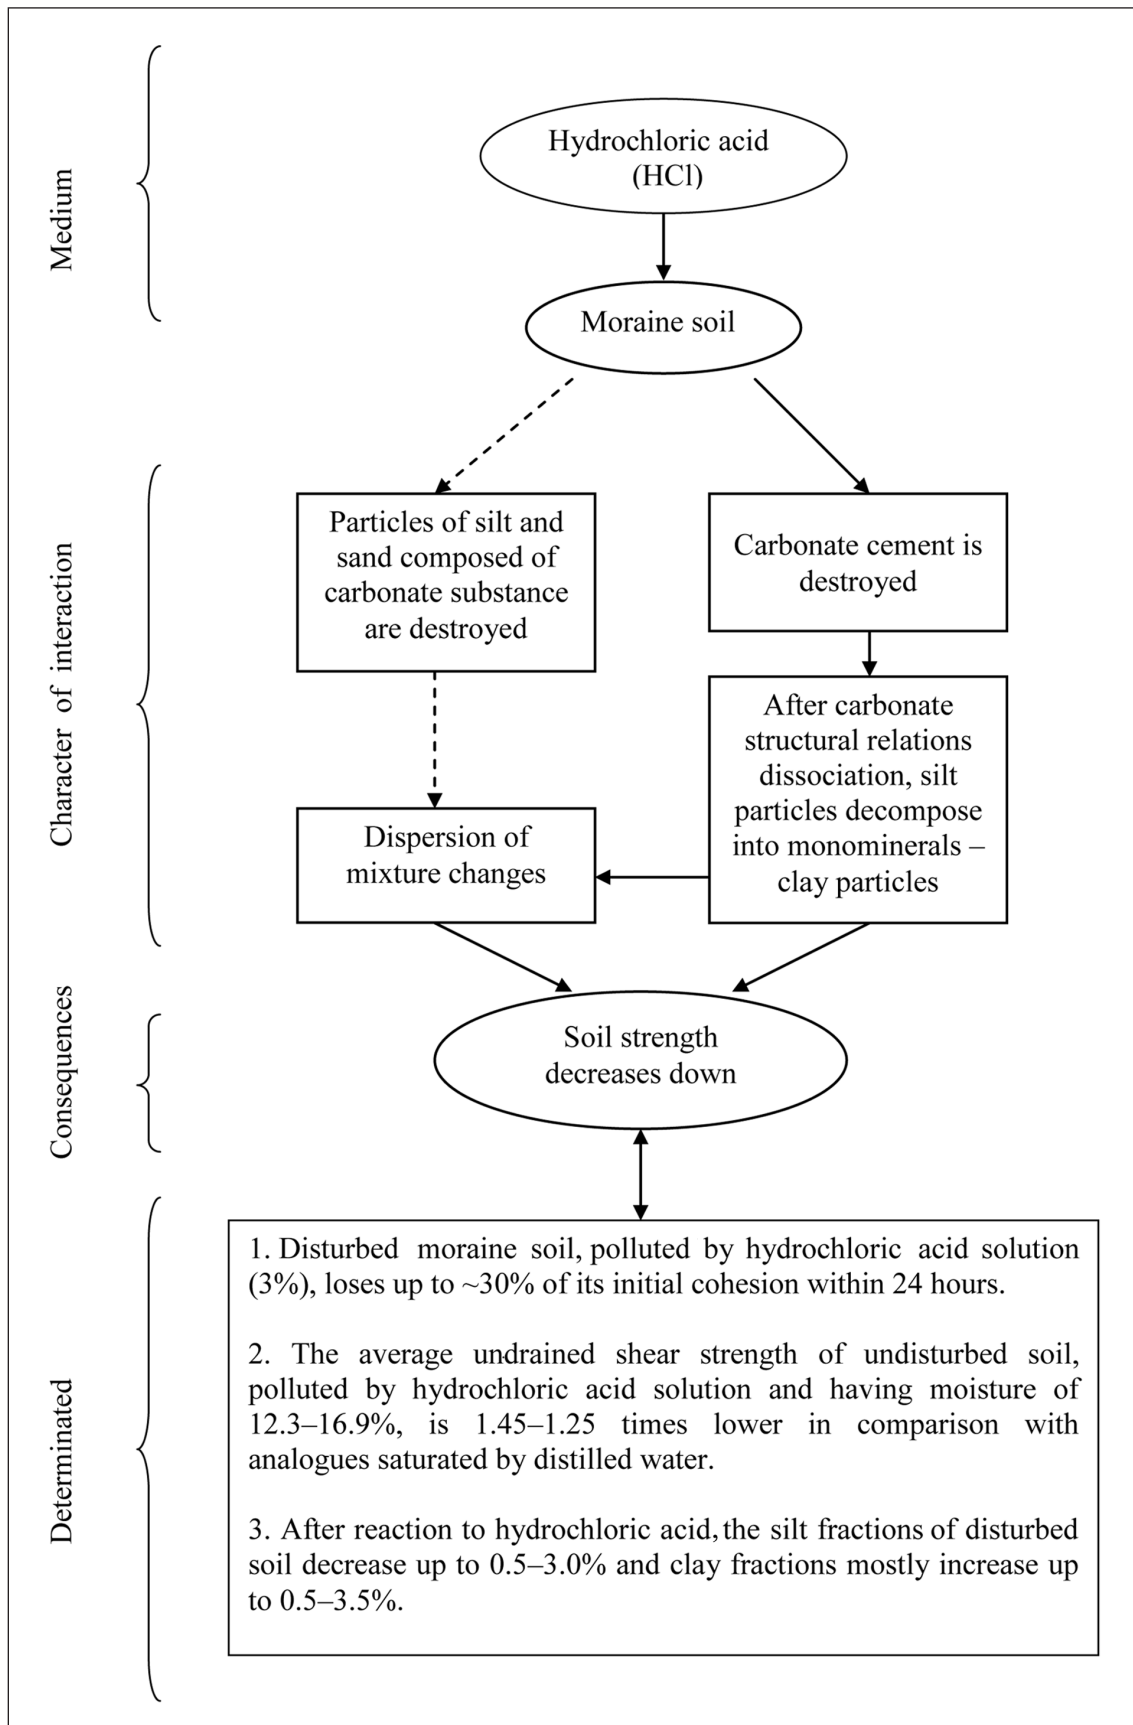 Medium
Hydrochloric acid
(HCl)
Moraine soil
Character of interaction
Particles of silt and
sand composed of
carbonate substance
are destroyed
Carbonate cement is
destroyed
After carbonate
structural relations
dissociation, silt
particles decompose
into monominerals –
clay particles
Dispersion of
mixture changes
Consequences
Soil strength
decreases down
Determinated
1. Disturbed moraine soil, polluted by hydrochloric acid solution
(3%), loses up to ~30% of its initial cohesion within 24 hours.
2. The average undrained shear strength of undisturbed soil,
polluted by hydrochloric acid solution and having moisture of
12.3–16.9%, is 1.45–1.25 times lower in comparison with
analogues saturated by distilled water.
3. After reaction to hydrochloric acid, the silt fractions of disturbed
soil decrease up to 0.5–3.0% and clay fractions mostly increase up
to 0.5–3.5%.